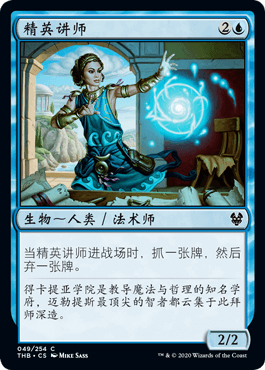 精英讲师 2
生物～人类 / 法术师
当精英讲师进战场时，抓一张牌，然后
弃一张牌。
得卡提亚学院是教导魔法与哲理的知名学
府，迈勒提斯最顶尖的智者都云集于此拜
师深造。
2/2
049/254 C
THB • CS MIKE SASS
™ & © 2020 Wizards of the Coast